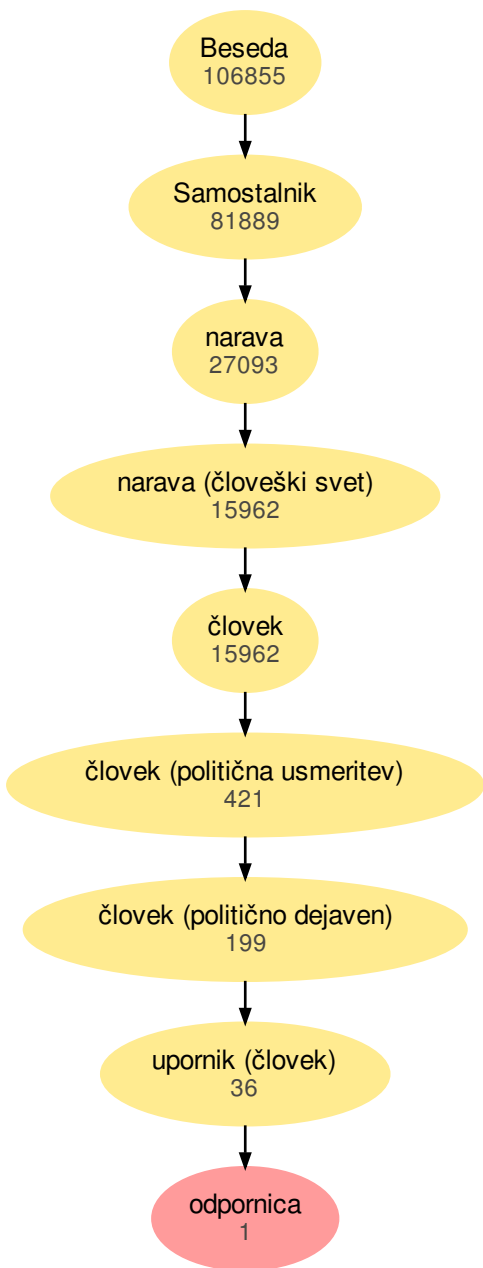 Beseda
106855
Samostalnik
81889
narava
27093
narava (človeški svet)
15962
človek
15962
človek (politična usmeritev)
421
človek (politično dejaven)
199
upornik (človek)
36
odpornica
1